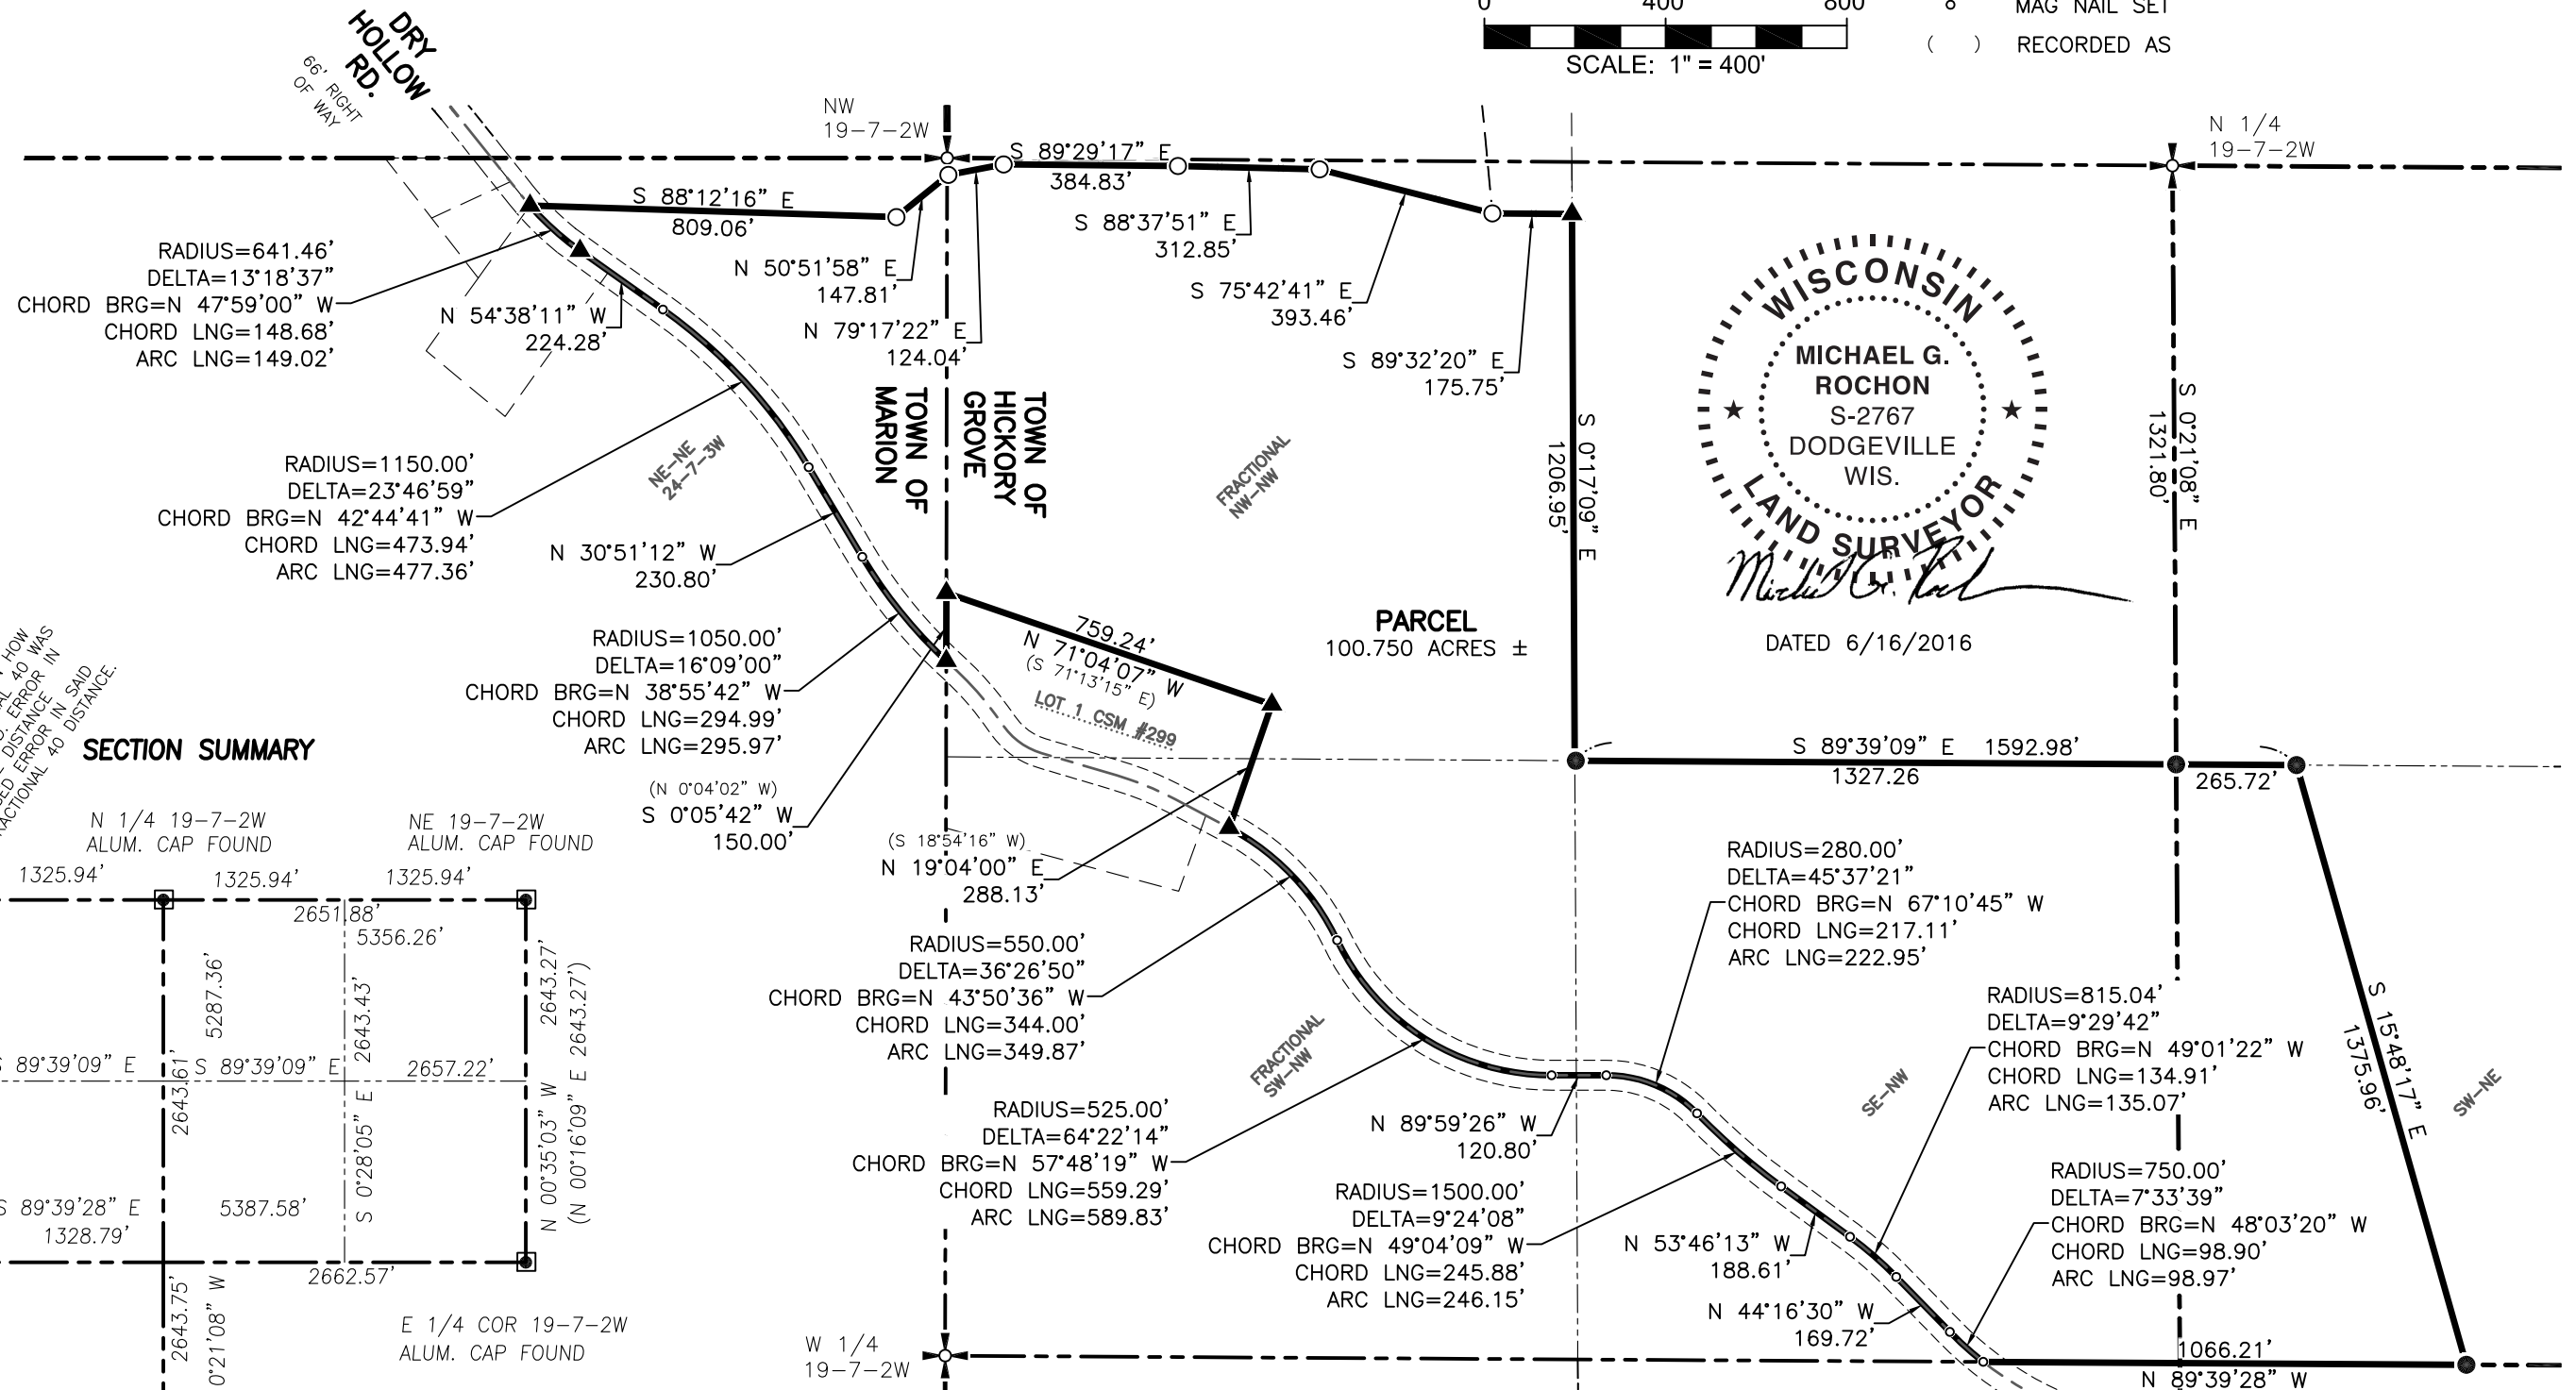 0 400 800
SCALE: 1" = 400'
MAG NAIL SET
( ) RECORDED AS
DRY
HOLLOW
RD.
66' RIGHT
OF WAY
NW
19-7-2W
N 1/4
19-7-2W
S 89°29'17" E
384.83'
S 88°12'16" E
809.06'
S 88°37'51" E
312.85'
N 50°51'58" E
147.81'
S 75°42'41" E
393.46'
N 79°17'22" E
124.04'
S 89°32'20" E
175.75'
RADIUS=641.46'
DELTA=13°18'37"
CHORD BRG=N 47°59'00" W
CHORD LNG=148.68'
ARC LNG=149.02'
N 54°38'11" W
224.28'
TOWN OF
MARION
TOWN OF
HICKORY
GROVE
NE-NE
24-7-3W
FRACTIONAL
NW-NW
S 0°17'09" E
1206.95'
WISCONSIN
MICHAEL G.
ROCHON
S-2767
DODGEVILLE
WIS.
LAND SURVEYOR
DATED 6/16/2016
S 0°21'08" E
1321.80'
RADIUS=1150.00'
DELTA=23°46'59"
CHORD BRG=N 42°44'41" W
CHORD LNG=473.94'
ARC LNG=477.36'
N 30°51'12" W
230.80'
RADIUS=1050.00'
DELTA=16°09'00"
CHORD BRG=N 38°55'42" W
CHORD LNG=294.99'
ARC LNG=295.97'
759.24'
N 71°04'07" W
(S 71°13'15" E)
LOT 1 CSM #299
PARCEL
100.750 ACRES ±
(N 0°04'02" W)
S 0°05'42" W
150.00'
S 89°39'09" E 1592.98'
1327.26
265.72'
HOW
40 WAS
ERROR IN
DISTANCE
ERROR IN SAID
40 DISTANCE.
SECTION SUMMARY
N 1/4 19-7-2W
ALUM. CAP FOUND
NE 19-7-2W
ALUM. CAP FOUND
1325.94'
1325.94'
1325.94'
2651.88'
5356.26'
5287.36'
2643.61'
2643.43'
S 0°28'05" E
2643.27'
N 00°35'03" W
(N 00°16'09" E 2643.27')
S 89°39'09" E
S 89°39'09" E
2657.22'
S 89°39'28" E
1328.79'
5387.58'
2662.57'
2643.75'
0°21'08" W
E 1/4 COR 19-7-2W
ALUM. CAP FOUND
(S 18°54'16" W)
N 19°04'00" E
288.13'
RADIUS=550.00'
DELTA=36°26'50"
CHORD BRG=N 43°50'36" W
CHORD LNG=344.00'
ARC LNG=349.87'
RADIUS=525.00'
DELTA=64°22'14"
CHORD BRG=N 57°48'19" W
CHORD LNG=559.29'
ARC LNG=589.83'
FRACTIONAL
SW-NW
RADIUS=280.00'
DELTA=45°37'21"
CHORD BRG=N 67°10'45" W
CHORD LNG=217.11'
ARC LNG=222.95'
N 89°59'26" W
120.80'
RADIUS=1500.00'
DELTA=9°24'08"
CHORD BRG=N 49°04'09" W
CHORD LNG=245.88'
ARC LNG=246.15'
SE-NW
RADIUS=815.04'
DELTA=9°29'42"
CHORD BRG=N 49°01'22" W
CHORD LNG=134.91'
ARC LNG=135.07'
N 53°46'13" W
188.61'
RADIUS=750.00'
DELTA=7°33'39"
CHORD BRG=N 48°03'20" W
CHORD LNG=98.90'
ARC LNG=98.97'
N 44°16'30" W
169.72'
S 15°48'17" E
1375.96'
SW-NE
W 1/4
19-7-2W
1066.21'
N 89°39'28" W